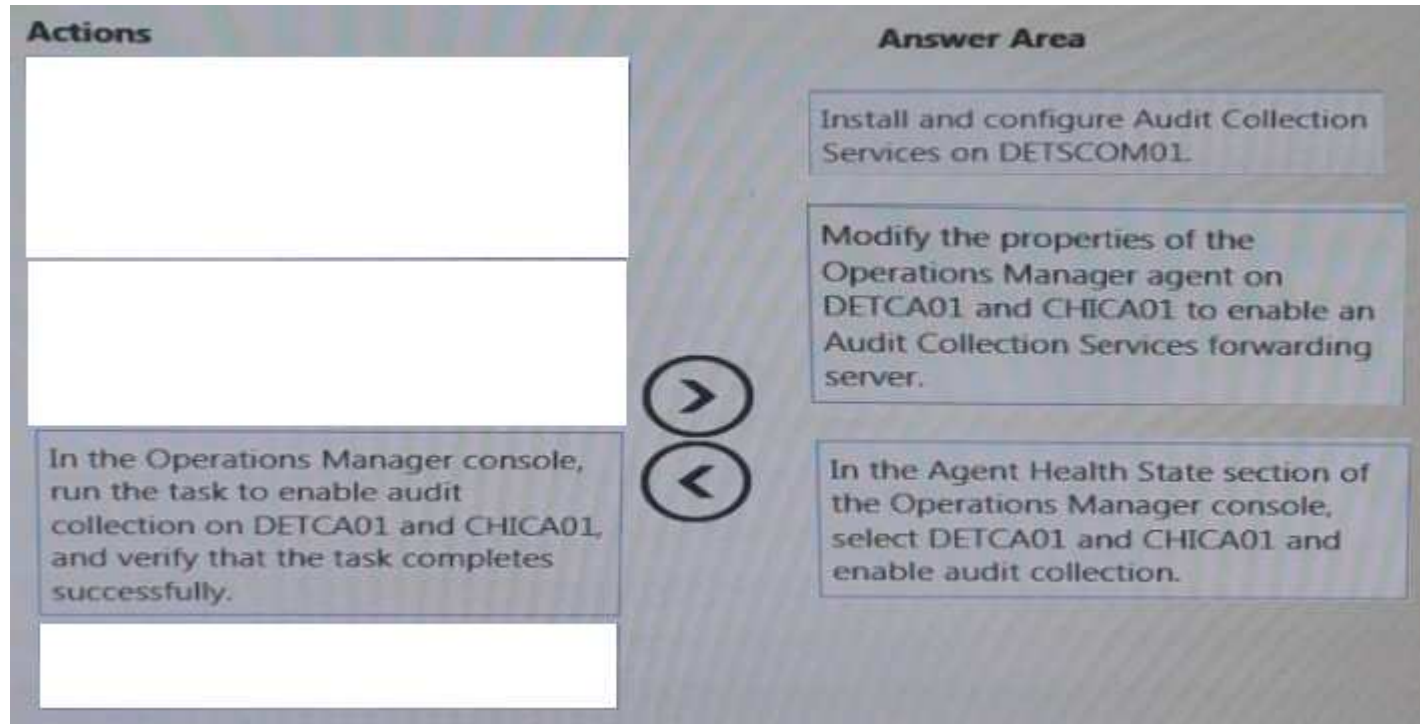 Actions
Answer Area
Install and configure Audit Collection
Services on DETSCOM01.
Modify the properties of the
Operations Manager agent on
DETCA01 and CHICA01 to enable an
Audit Collection Services forwarding
server.
In the Operations Manager console,
run the task to enable audit
collection on DETCA01 and CHICA01,
and verify that the task completes
successfully.
In the Agent Health State section of
the Operations Manager console,
select DETCA01 and CHICA01 and
enable audit collection.